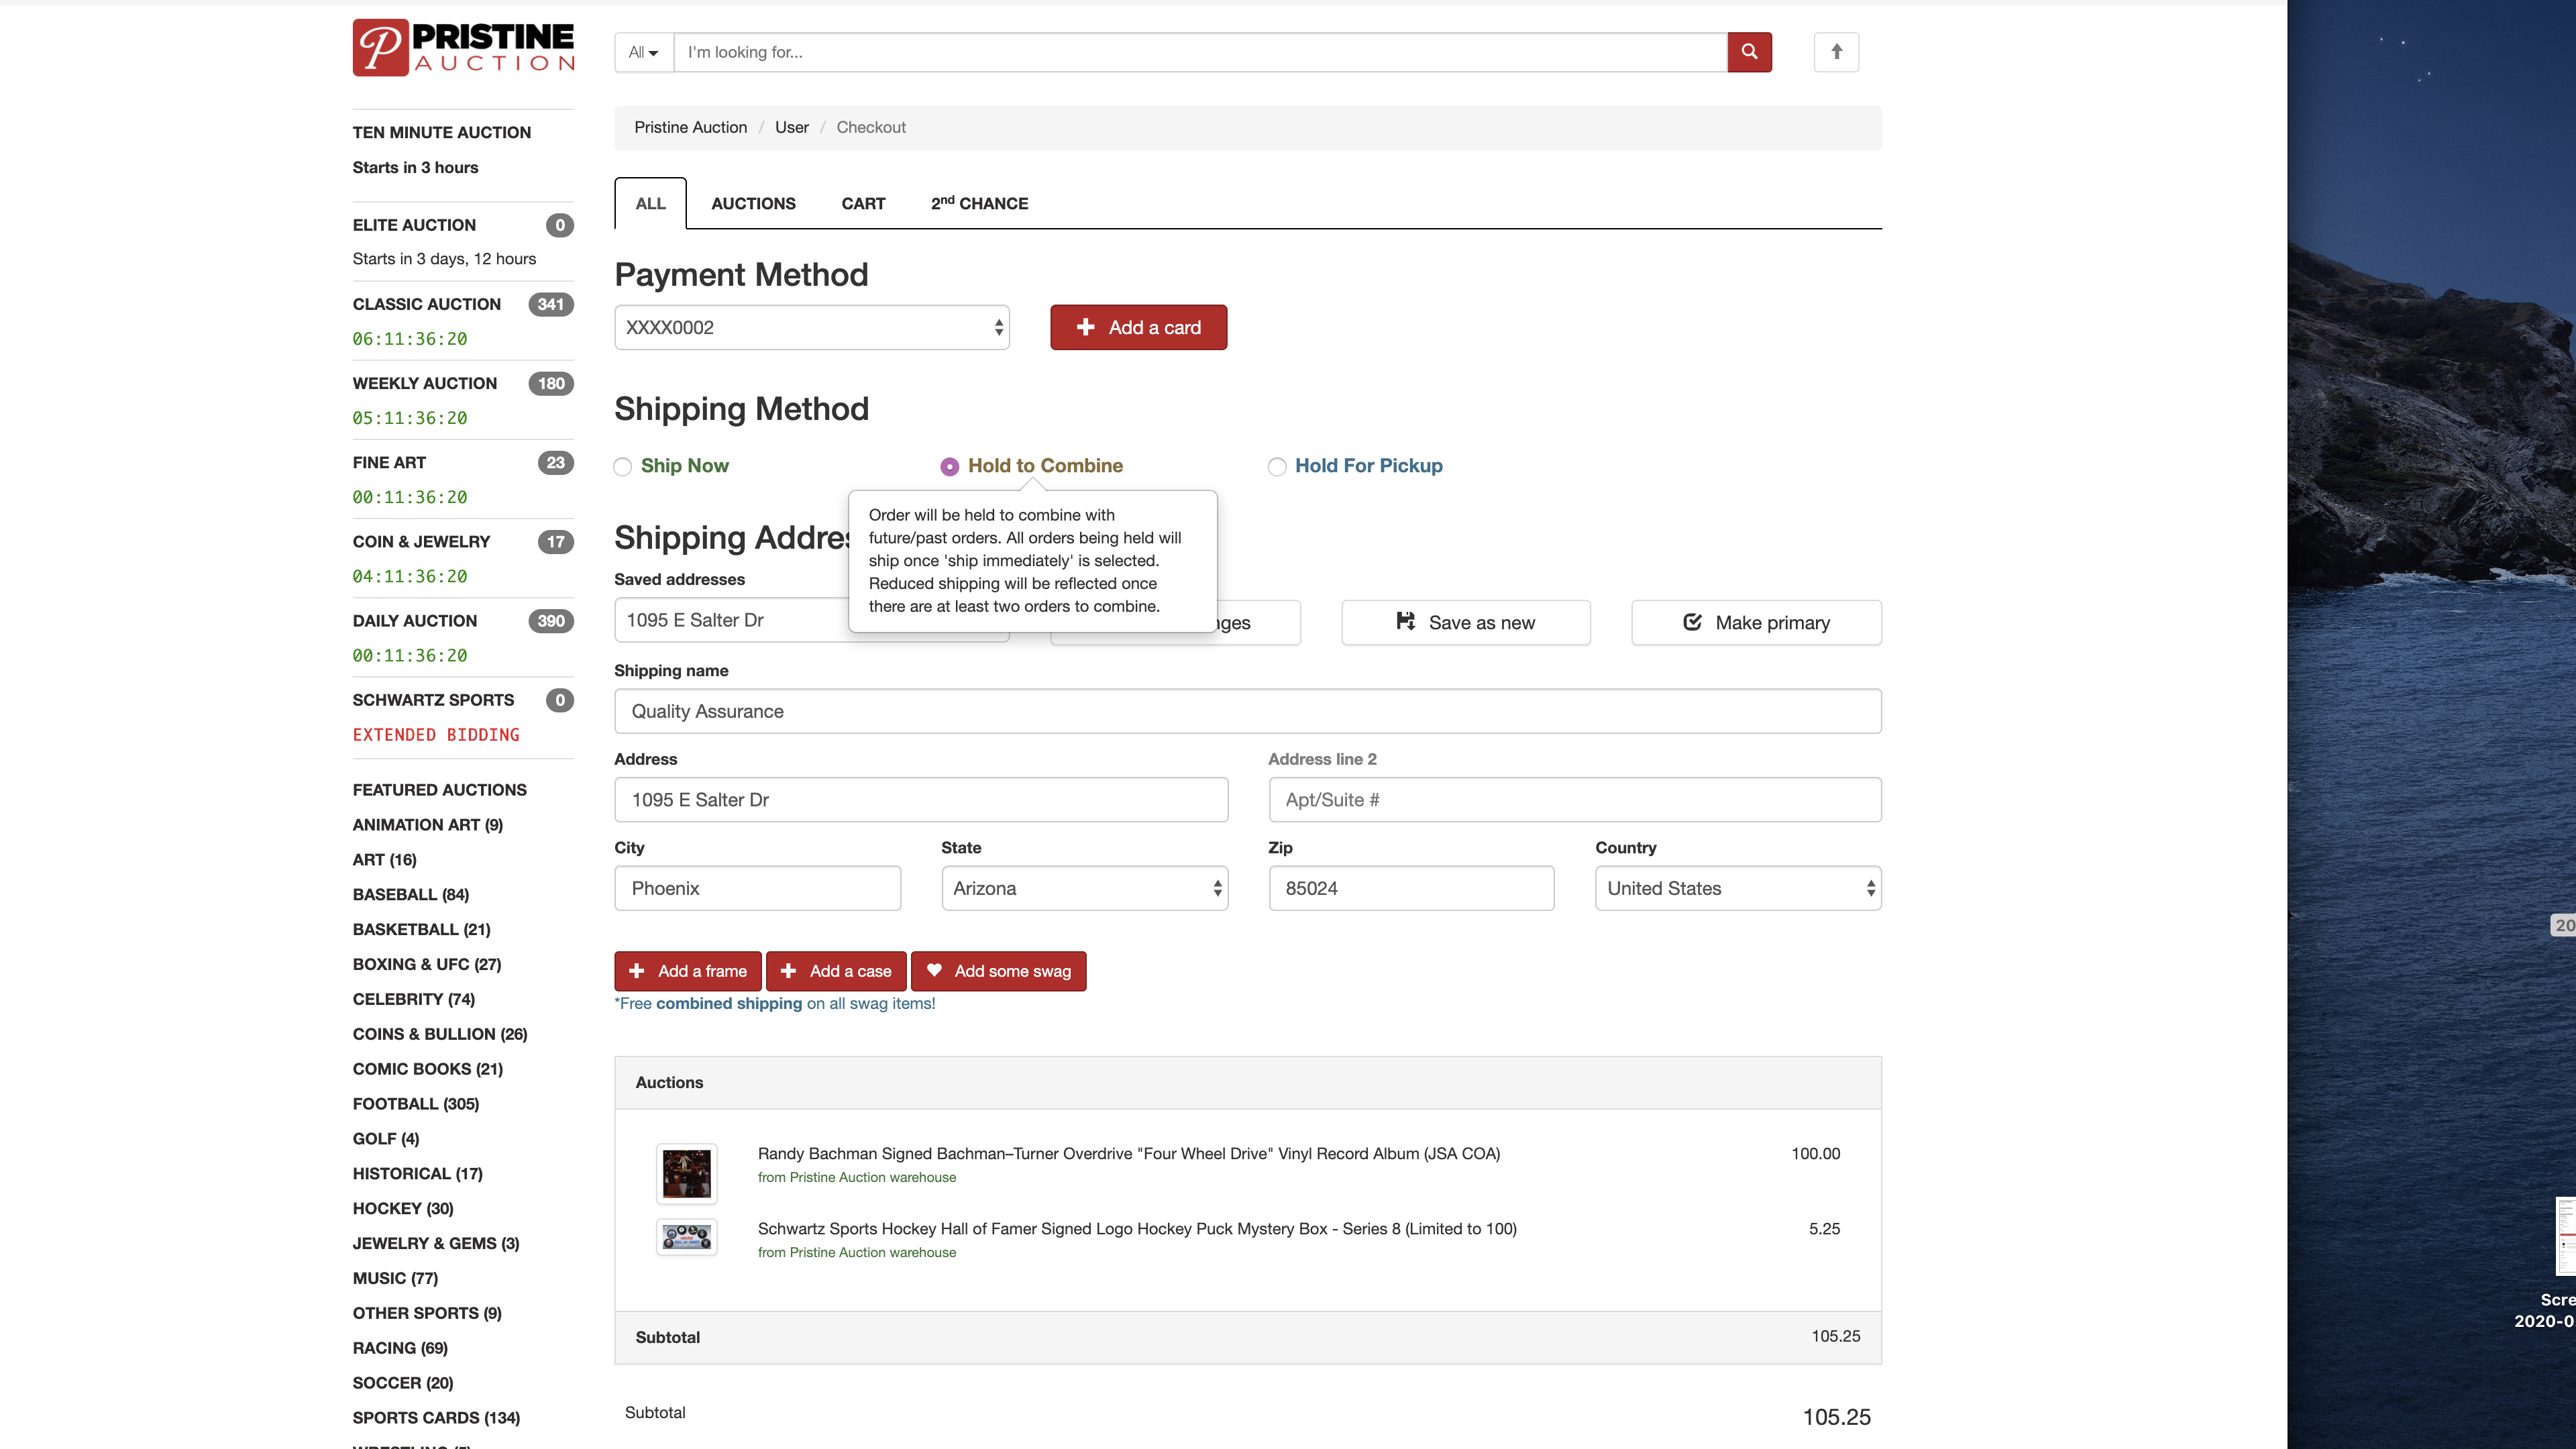 PRISTINE
AUCTION
All
I'm looking for...
TEN MINUTE AUCTION
Starts in 3 hours
ELITE AUCTION 0
Starts in 3 days, 12 hours
CLASSIC AUCTION 341
06:11:36:20
WEEKLY AUCTION 180
05:11:36:20
FINE ART 23
00:11:36:20
COIN & JEWELRY 17
04:11:36:20
DAILY AUCTION 390
00:11:36:20
SCHWARTZ SPORTS 0
EXTENDED BIDDING
FEATURED AUCTIONS
ANIMATION ART (9)
ART (16)
BASEBALL (84)
BASKETBALL (21)
BOXING & UFC (27)
CELEBRITY (74)
COINS & BULLION (26)
COMIC BOOKS (21)
FOOTBALL (305)
GOLF (4)
HISTORICAL (17)
HOCKEY (30)
JEWELRY & GEMS (3)
MUSIC (77)
OTHER SPORTS (9)
RACING (69)
SOCCER (20)
SPORTS CARDS (134)
Pristine Auction / User / Checkout
ALL AUCTIONS CART 2nd CHANCE
Payment Method
XXXX0002 Add a card
Shipping Method
Ship Now Hold to Combine Hold For Pickup
Order will be held to combine with
future/past orders. All orders being held will
ship once 'ship immediately' is selected.
Reduced shipping will be reflected once
there are at least two orders to combine.
Shipping Addres
Saved addresses
1095 E Salter Dr nges Save as new Make primary
Shipping name
Quality Assurance
Address Address line 2
1095 E Salter Dr Apt/Suite #
City State Zip Country
Phoenix Arizona 85024 United States
Add a frame Add a case Add some swag
*Free combined shipping on all swag items!
Auctions
Randy Bachman Signed Bachman–Turner Overdrive "Four Wheel Drive" Vinyl Record Album (JSA COA) 100.00
from Pristine Auction warehouse
Schwartz Sports Hockey Hall of Famer Signed Logo Hockey Puck Mystery Box - Series 8 (Limited to 100) 5.25
from Pristine Auction warehouse
Subtotal 105.25
Subtotal 105.25
20
Scre
2020-0